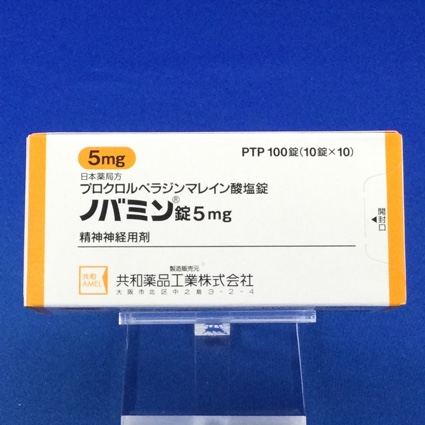 5mg
PTP 100錠(10錠×10)
日本薬局方
プロクロルペラジンマレイン酸塩錠
ノバミン®錠5mg
開封口
精神神経用剤
製造販売元
共和
AMEL
共和薬品工業株式会社
大阪市北区中之島3-2-4